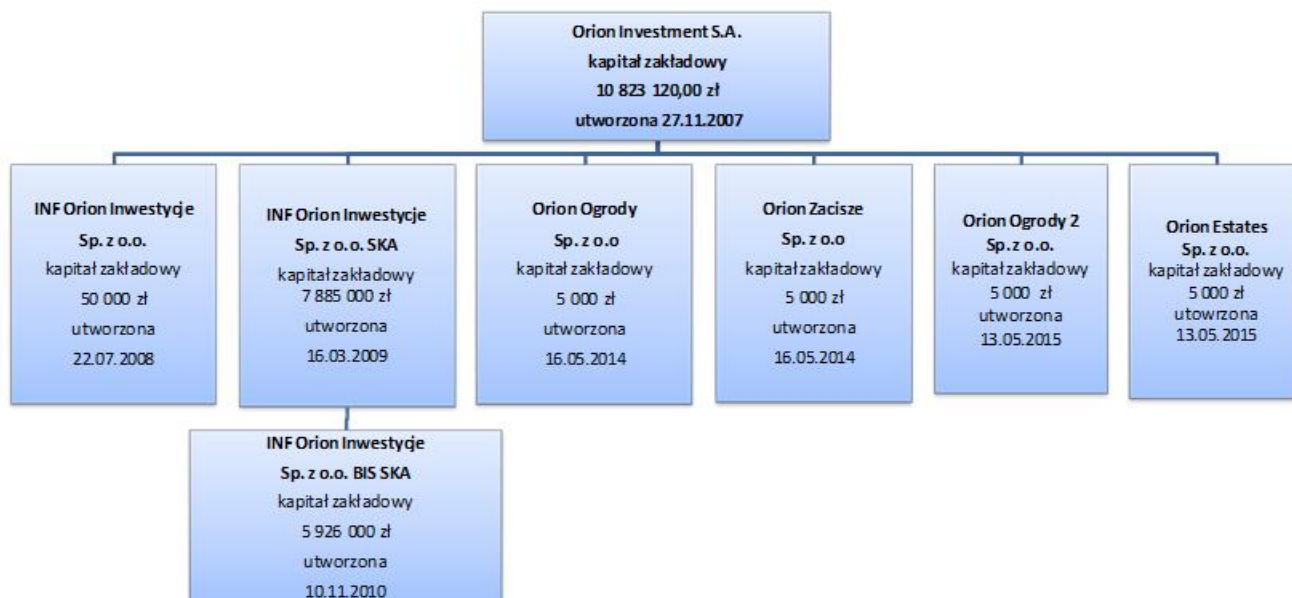 Orion Investment S.A.
kapitał zakładowy
10 823 120,00 zł
utworzona 27.11.2007
INF Orion Inwestycje
Sp. z o.o.
kapitał zakładowy
50 000 zł
utworzona
22.07.2008
INF Orion Inwestycje
Sp. z o.o. SKA
kapitał zakładowy
7 885 000 zł
utworzona
16.03.2009
Orion Ogrody
Sp. z o.o
kapitał zakładowy
5 000 zł
utworzona
16.05.2014
Orion Zacisze
Sp. z o.o
kapitał zakładowy
5 000 zł
utworzona
16.05.2014
Orion Ogrody 2
Sp. z o.o.
kapitał zakładowy
5 000 zł
utworzona
13.05.2015
Orion Estates
Sp. z o.o.
kapitał zakładowy
5 000 zł
utowrzona
13.05.2015
INF Orion Inwestycje
Sp. z o.o. BIS SKA
kapitał zakładowy
5 926 000 zł
utworzona
10.11.2010